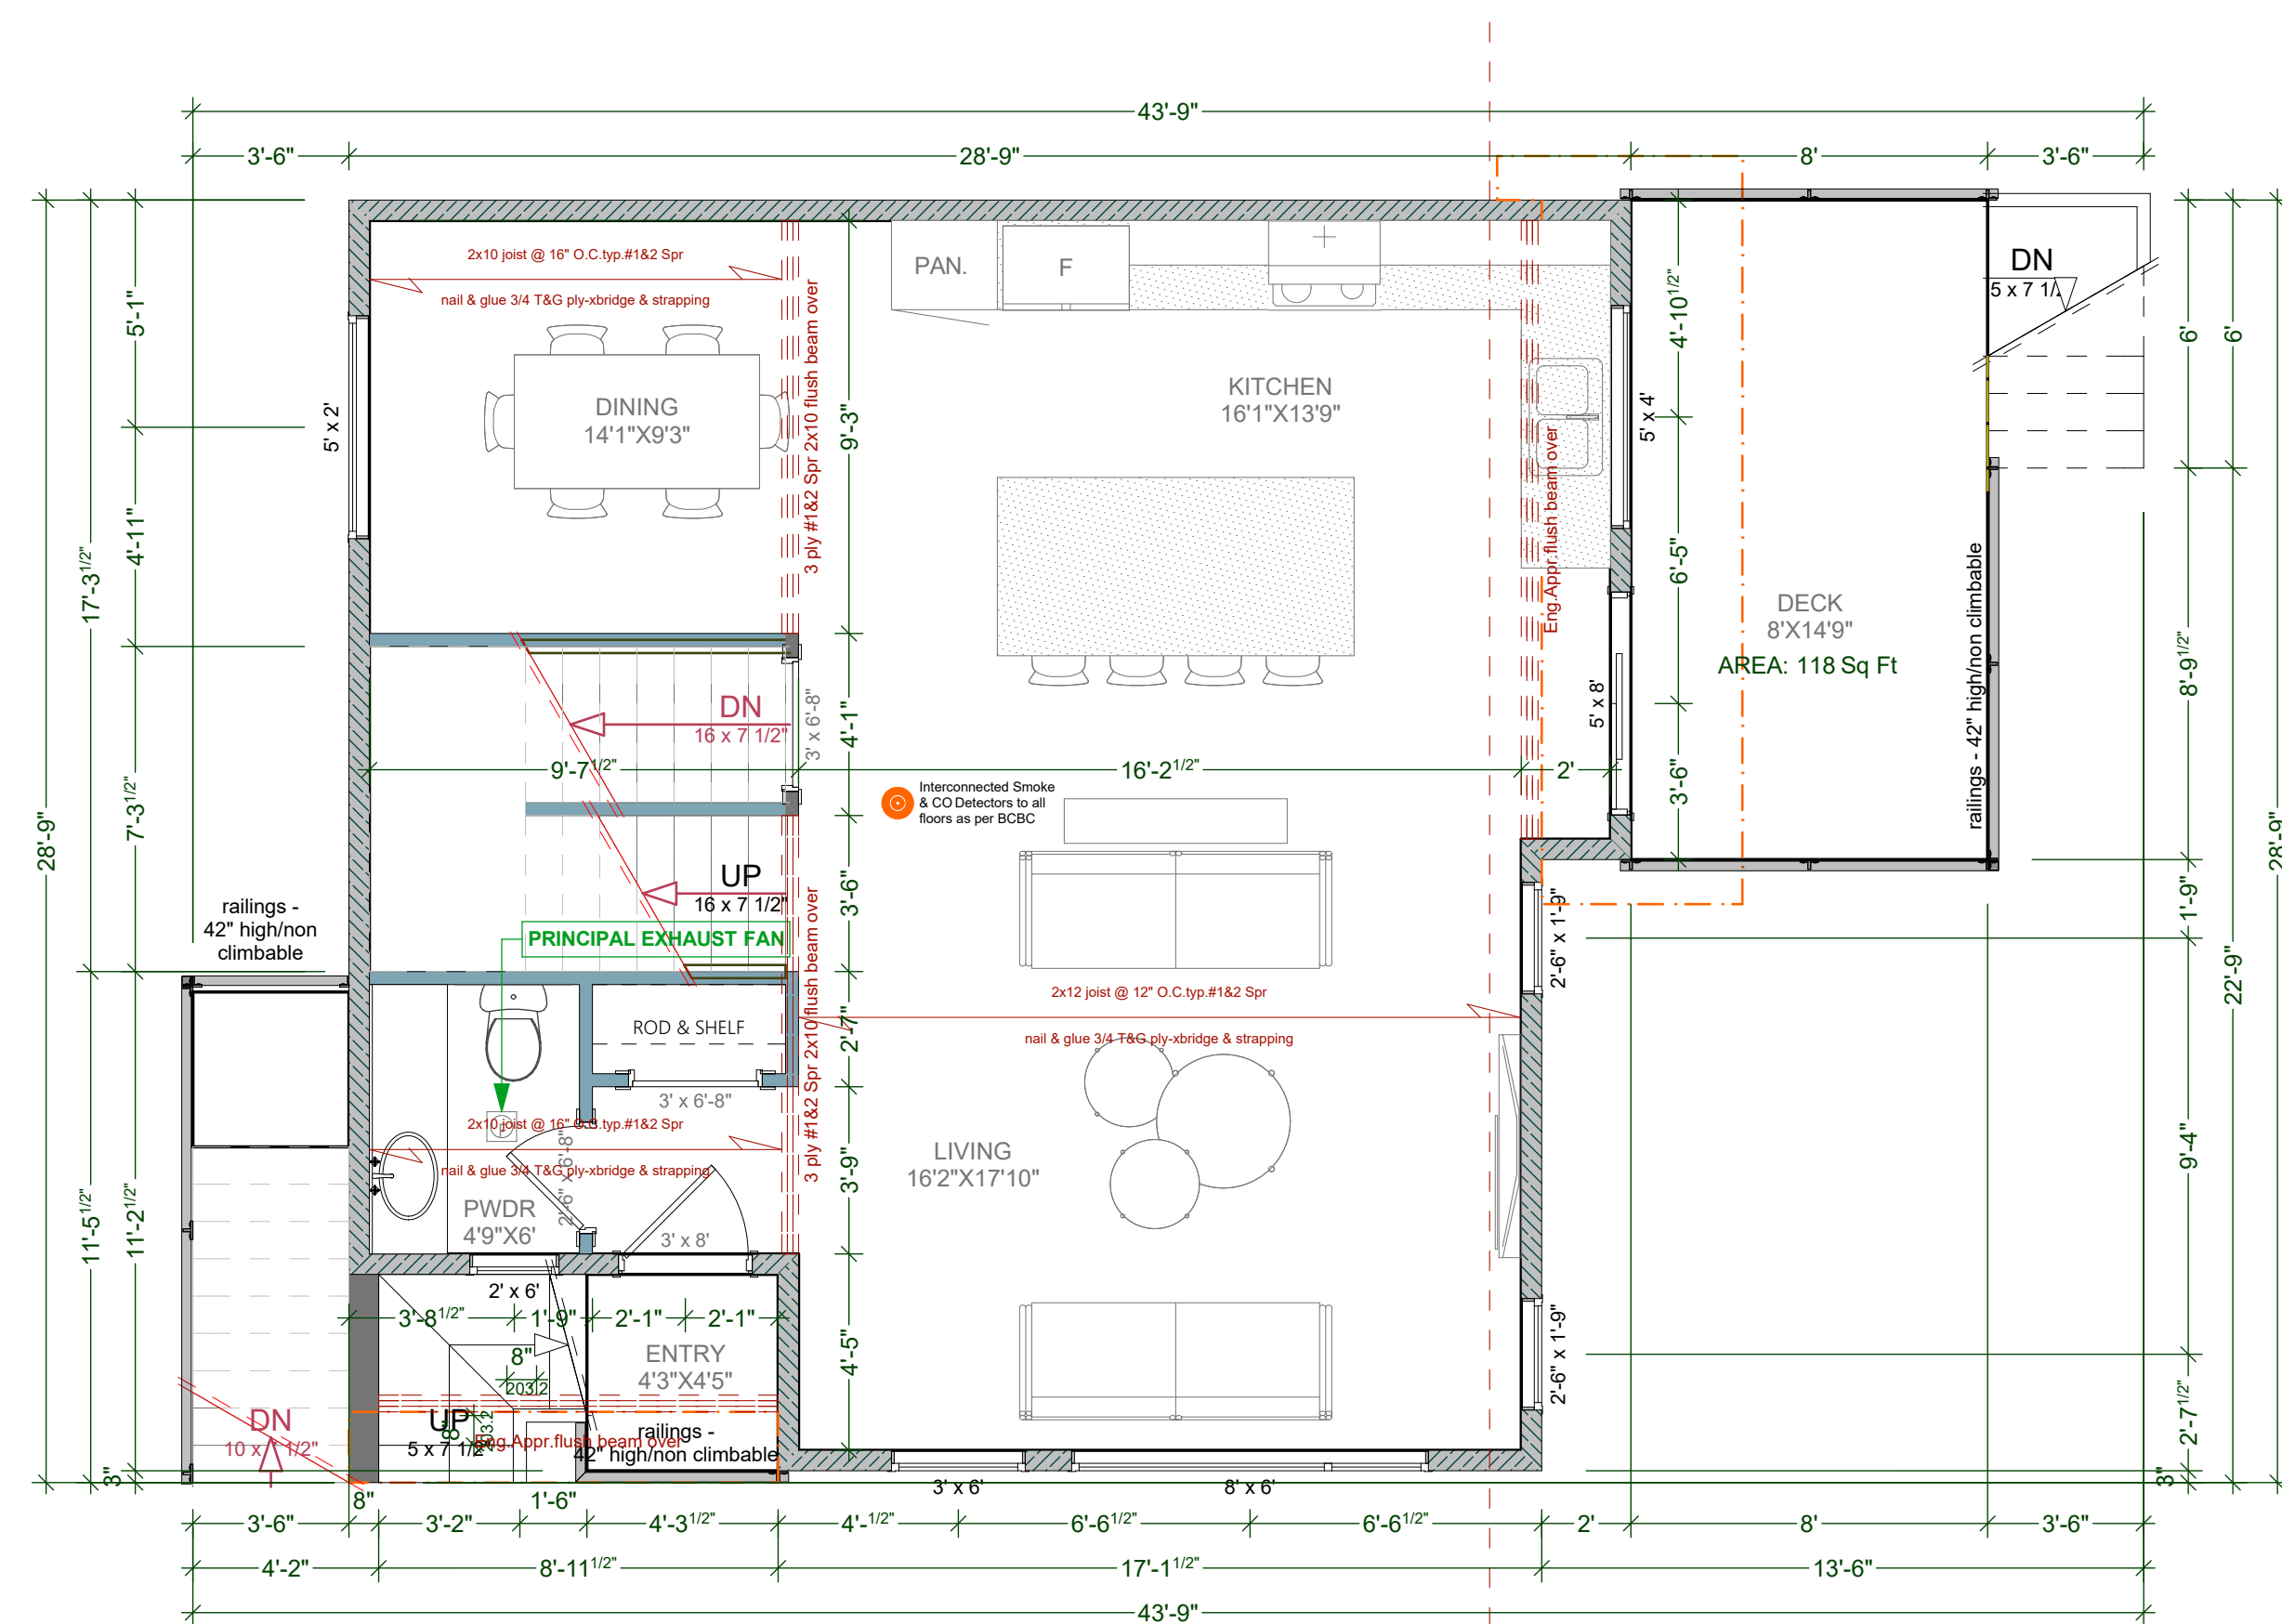 43'-9"
3'-6"
28'-9"
8'
3'-6"
2x10 joist @ 16" O.C.typ.#1&2 Spr
nail & glue 3/4 T&G ply-xbridge & strapping
PAN.
F
DN
5 x 7 1/
5'-1"
4'-10 1/2"
6'
6'
3 ply #1&2 Spr 2x10 flush beam over
DINING
14'1"X9'3"
5' x 2'
9'-3"
KITCHEN
16'1"X13'9"
5' x 4'
Eng.Appr.flush beam over
4'-11"
17'-3 1/2"
6'-5"
DECK
8'X14'9"
AREA: 118 Sq Ft
railings - 42" high/non climbable
8'-9 1/2"
DN
16 x 7 1/2"
3' x 6'-8"
4'-1"
5' x 8'
9'-7 1/2"
16'-2 1/2"
2'
3'-6"
Interconnected Smoke
& CO Detectors to all
floors as per BCBC
7'-3 1/2"
28'-9"
28'-9"
UP
16 x 7 1/2"
3'-6"
1'-9"
railings -
42" high/non
climbable
PRINCIPAL EXHAUST FAN
2'-6" x 1'-9"
22'-9"
2x12 joist @ 12" O.C.typ.#1&2 Spr
nail & glue 3/4 T&G ply-xbridge & strapping
ROD & SHELF
2'-7"
3 ply #1&2 Spr 2x10 flush beam over
3' x 6'-8"
2x10 joist @ 16" O.C.typ.#1&2 Spr
nail & glue 3/4 T&G ply-xbridge & strapping
2'-6" x 6'-8"
LIVING
16'2"X17'10"
9'-4"
3'-9"
PWDR
4'9"X6'
3' x 8'
11'-5 1/2"
11'-2 1/2"
2' x 6'
3'-8 1/2"
1'-9"
2'-1"
2'-1"
ENTRY
4'3"X4'5"
4'-5"
2'-6" x 1'-9"
8"
203.2
8"
203.2
DN
10 x 7 1/2"
UP
5 x 7 1/2
Eng.Appr.flush beam over
railings -
42" high/non climbable
2'-7 1/2"
3"
3"
3' x 6'
8' x 6'
8"
1'-6"
3'-6"
3'-2"
4'-3 1/2"
4'-1/2"
6'-6 1/2"
6'-6 1/2"
2'
8'
3'-6"
4'-2"
8'-11 1/2"
17'-1 1/2"
13'-6"
43'-9"